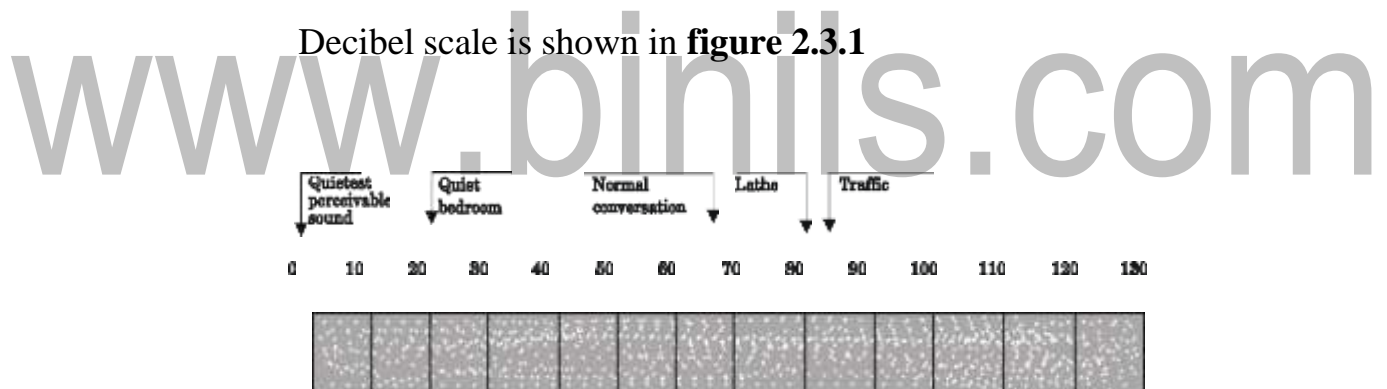 Decibel scale is shown in figure 2.3.1
www.binils.com
Quietest perceivable sound
Quiet bedroom
Normal conversation
Lathe
Traffic
0 10 20 30 40 50 60 70 80 90 100 110 120 130